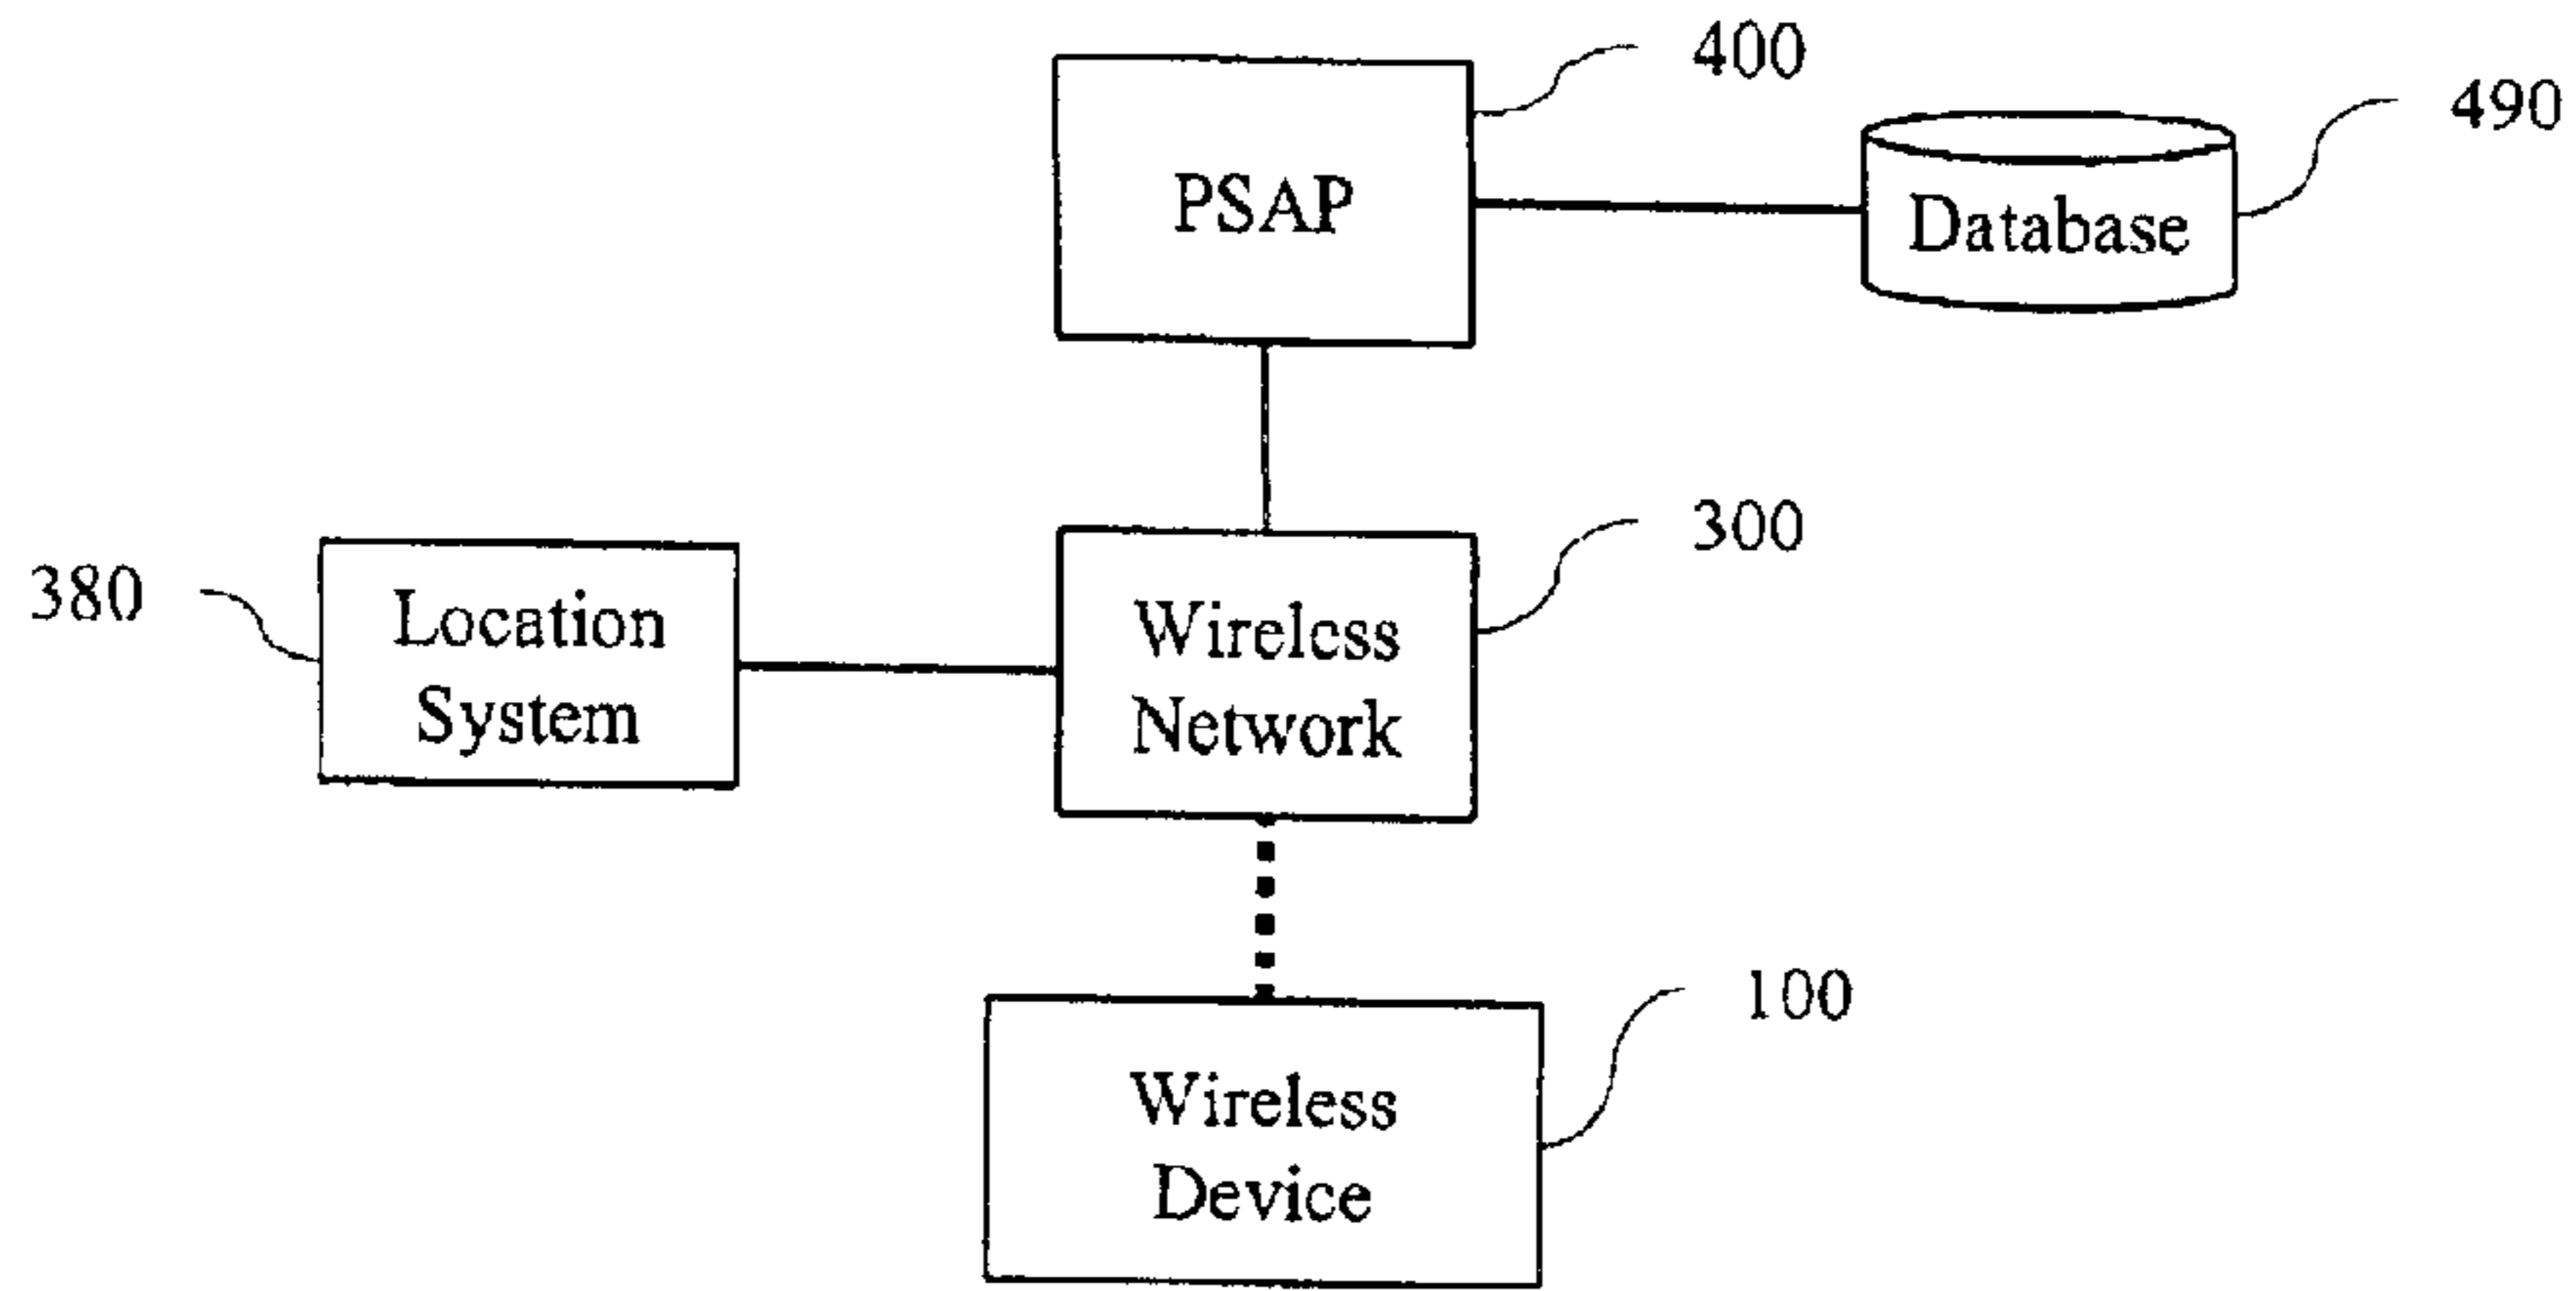 400
490
PSAP
Database
300
380
Location
System
Wireless
Network
100
Wireless
Device